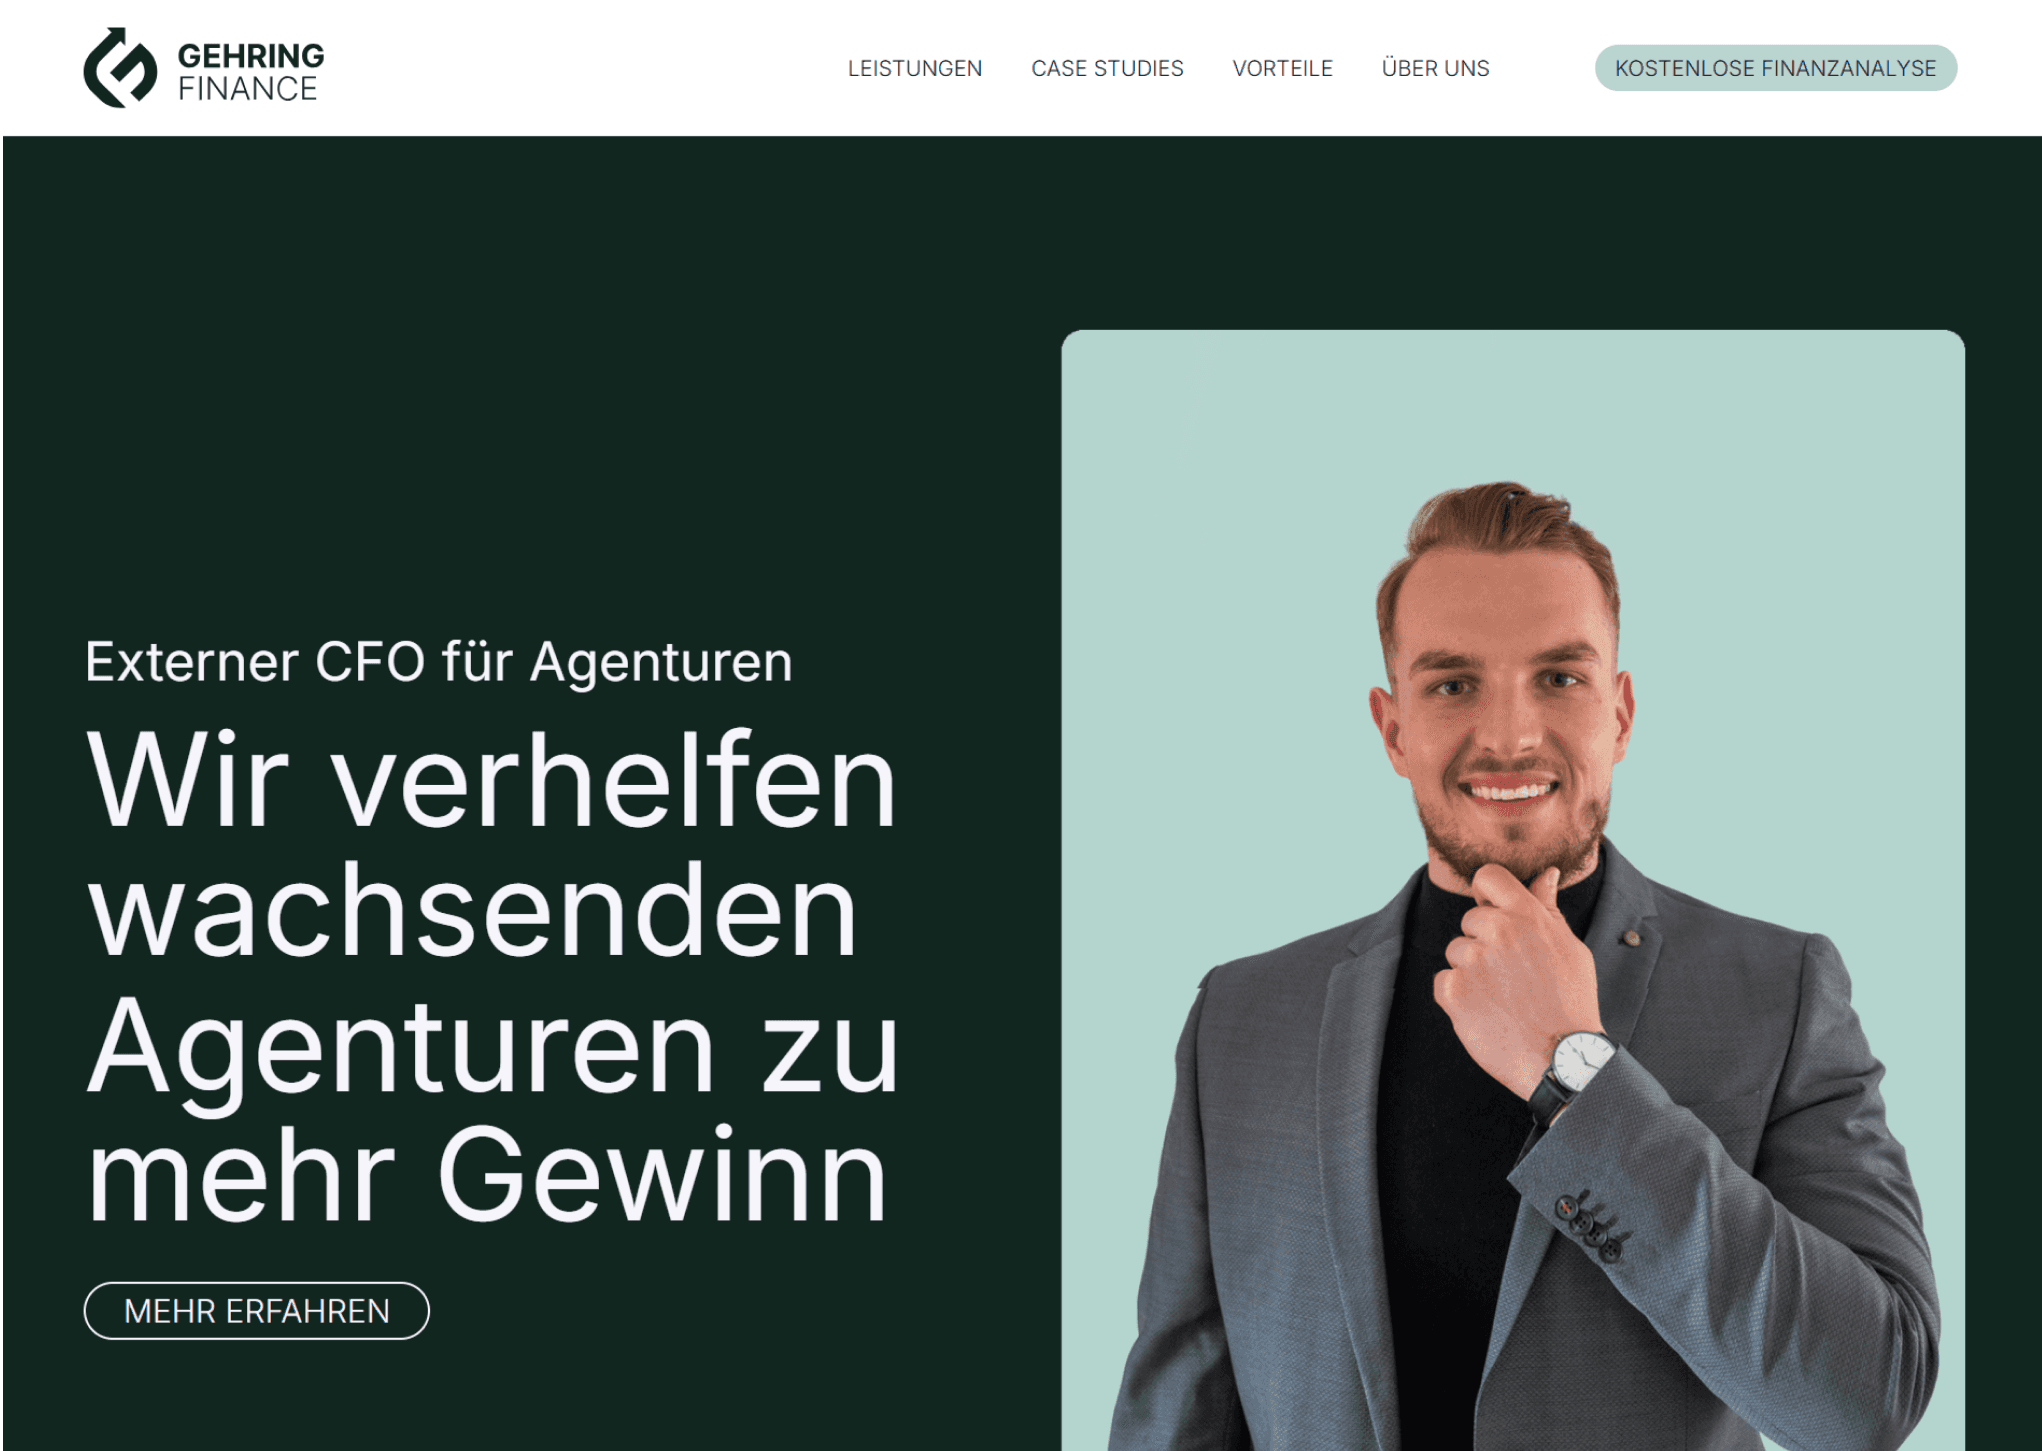 GEHRING
FINANCE
LEISTUNGEN
CASE STUDIES
VORTEILE
ÜBER UNS
KOSTENLOSE FINANZANALYSE
Externer CFO für Agenturen
Wir verhelfen
wachsenden
Agenturen zu
mehr Gewinn
MEHR ERFAHREN